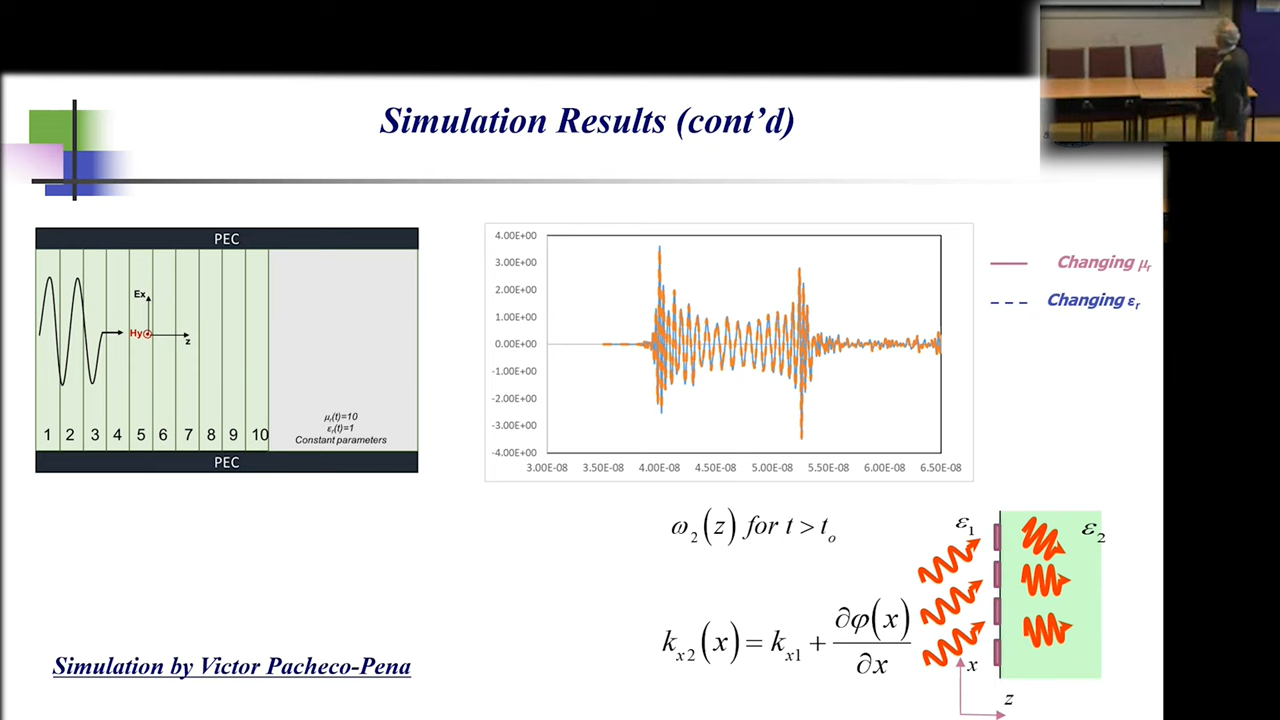 Simulation Results (cont'd)
PEC
Ex
Hy
z
1 2 3 4 5 6 7 8 9 10
μr(t)=10
εr(t)=1
Constant parameters
PEC
4.00E+00
3.00E+00
2.00E+00
1.00E+00
0.00E+00
-1.00E+00
-2.00E+00
-3.00E+00
-4.00E+00
3.00E-08 3.50E-08 4.00E-08 4.50E-08 5.00E-08 5.50E-08 6.00E-08 6.50E-08
Changing μr
Changing εr
ω2(z) for t > to
kx2(x) = kx1 + ∂φ(x)/∂x
ε1
ε2
x
z
Simulation by Victor Pacheco-Pena